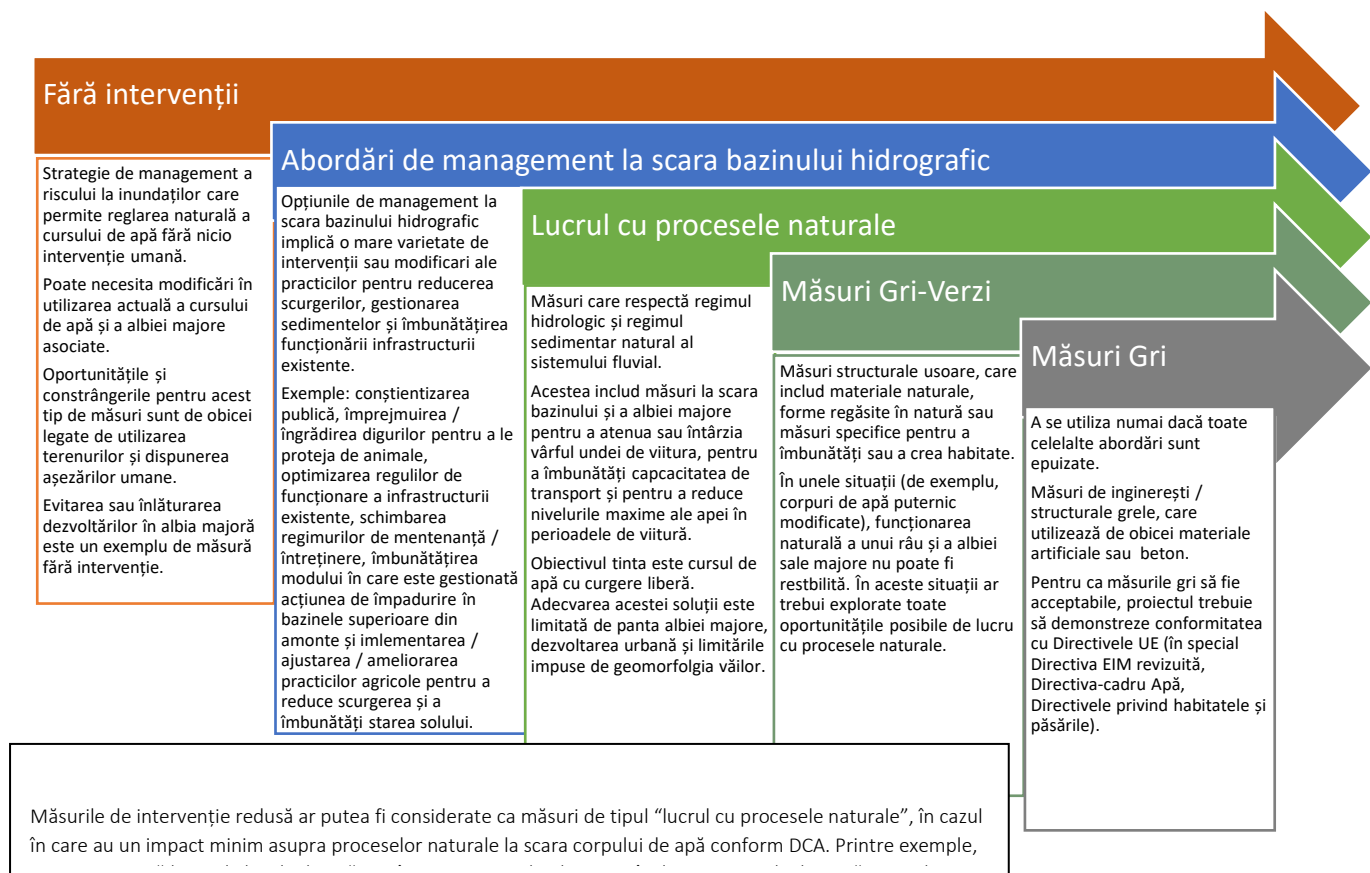 Fără intervenții
Strategie de management a
riscului la inundațiilor care
permite reglarea naturală a
cursului de apă fără nicio
intervenție umană.
Poate necesita modificări în
utilizarea actuală a cursului
de apă și a albiei majore
asociate.
Oportunitățile și
constrângerile pentru acest
tip de măsuri sunt de obicei
legate de utilizarea
terenurilor și dispunerea
așezărilor umane.
Evitarea sau înlăturarea
dezvoltărilor în albia majoră
este un exemplu de măsură
fără intervenție.
Abordări de management la scara bazinului hidrografic
Opțiunile de management la
scara bazinului hidrografic
implică o mare varietate de
intervenții sau modificari ale
practicilor pentru reducerea
scurgerilor, gestionarea
sedimentelor și îmbunătățirea
funcționării infrastructurii
existente.
Exemple: conștientizarea
publică, împrejmuirea /
îngrădirea digurilor pentru a le
proteja de animale,
optimizarea regulilor de
funcționare a infrastructurii
existente, schimbarea
regimurilor de mentenanță /
întreținere, îmbunătățirea
modului în care este gestionată
acțiunea de împadurire în
bazinele superioare din
amonte și imlementarea /
ajustarea / ameliorarea
practicilor agricole pentru a
reduce scurgerea și a
îmbunătăți starea solului.
Lucrul cu procesele naturale
Măsuri care respectă regimul
hidrologic și regimul
sedimentar natural al
sistemului fluvial.
Acestea includ măsuri la scara
bazinului și a albiei majore
pentru a atenua sau întârzia
vârful undei de viitura, pentru
a îmbunătăți capcacitatea de
transport și pentru a reduce
nivelurile maxime ale apei în
perioadele de viitură.
Obiectivul tinta este cursul de
apă cu curgere liberă.
Adecvarea acestei soluții este
limitată de panta albiei majore,
dezvoltarea urbană și limitările
impuse de geomorfolgia văilor.
Măsuri Gri-Verzi
Măsuri structurale usoare, care
includ materiale naturale,
forme regăsite în natură sau
măsuri specifice pentru a
îmbunătăți sau a crea habitate.
În unele situații (de exemplu,
corpuri de apă puternic
modificate), funcționarea
naturală a unui râu și a albiei
sale majore nu poate fi
restbilită. În aceste situații ar
trebui explorate toate
oportunitățile posibile de lucru
cu procesele naturale.
Măsuri Gri
A se utiliza numai dacă toate
celelalte abordări sunt
epuizate.
Măsuri de inginerești /
structurale grele, care
utilizează de obicei materiale
artificiale sau beton.
Pentru ca măsurile gri să fie
acceptabile, proiectul trebuie
să demonstreze conformitatea
cu Directivele UE (în special
Directiva EIM revizuită,
Directiva-cadru Apă,
Directivele privind habitatele și
păsările).
Măsurile de intervenție redusă ar putea fi considerate ca măsuri de tipul “lucrul cu procesele naturale”, în cazul
în care au un impact minim asupra proceselor naturale la scara corpului de apă conform DCA. Printre exemple,